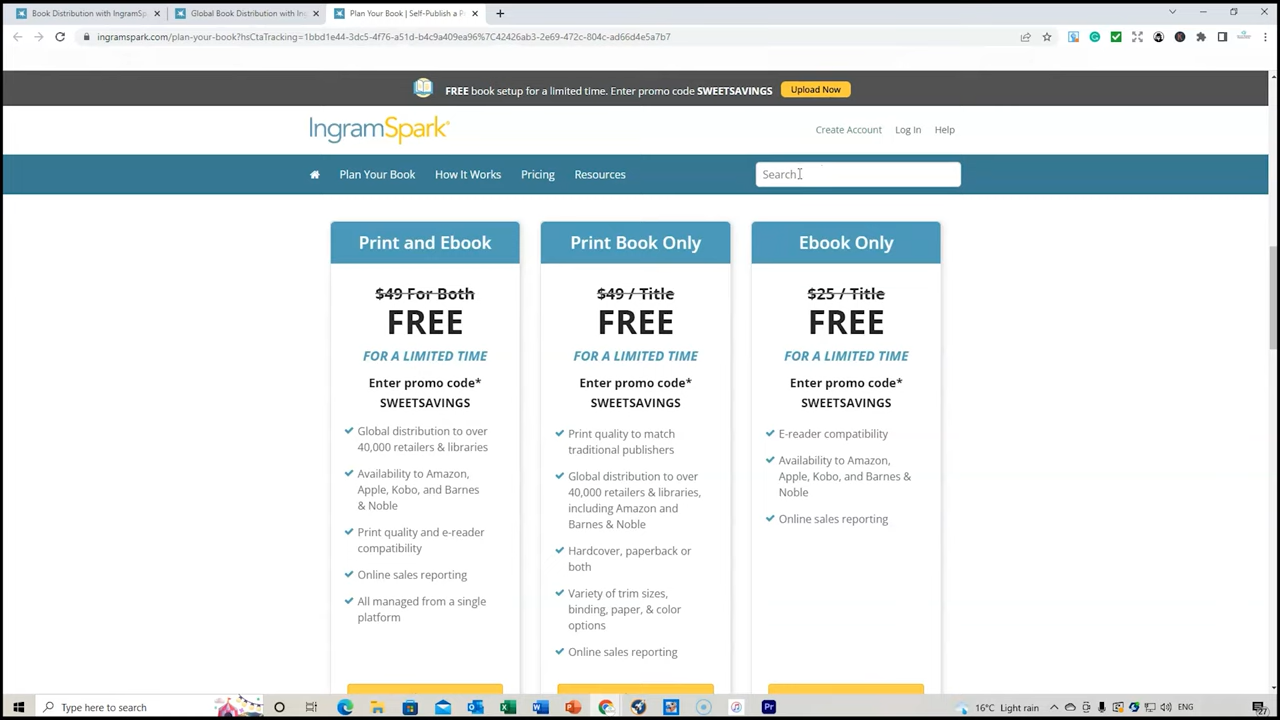 Book Distribution with IngramSp
Global Book Distribution with In
Plan Your Book | Self-Publish a P
ingramspark.com/plan-your-book?hsCtaTracking=1bbd1e44-3dc5-4f76-a51d-b4c9a409ea96%7C42426ab3-2e69-472c-804c-ad66d4e5a7b7
FREE book setup for a limited time. Enter promo code SWEETSAVINGS
Upload Now
IngramSpark
Create Account
Log In
Help
Plan Your Book
How It Works
Pricing
Resources
Search
Print and Ebook
$49 For Both
FREE
FOR A LIMITED TIME
Enter promo code*
SWEETSAVINGS
Global distribution to over
40,000 retailers & libraries
Availability to Amazon,
Apple, Kobo, and Barnes
& Noble
Print quality and e-reader
compatibility
Online sales reporting
All managed from a single
platform
Print Book Only
$49 / Title
FREE
FOR A LIMITED TIME
Enter promo code*
SWEETSAVINGS
Print quality to match
traditional publishers
Global distribution to over
40,000 retailers & libraries,
including Amazon and
Barnes & Noble
Hardcover, paperback or
both
Variety of trim sizes,
binding, paper, & color
options
Online sales reporting
Ebook Only
$25 / Title
FREE
FOR A LIMITED TIME
Enter promo code*
SWEETSAVINGS
E-reader compatibility
Availability to Amazon,
Apple, Kobo, and Barnes &
Noble
Online sales reporting
Type here to search
16°C Light rain
ENG